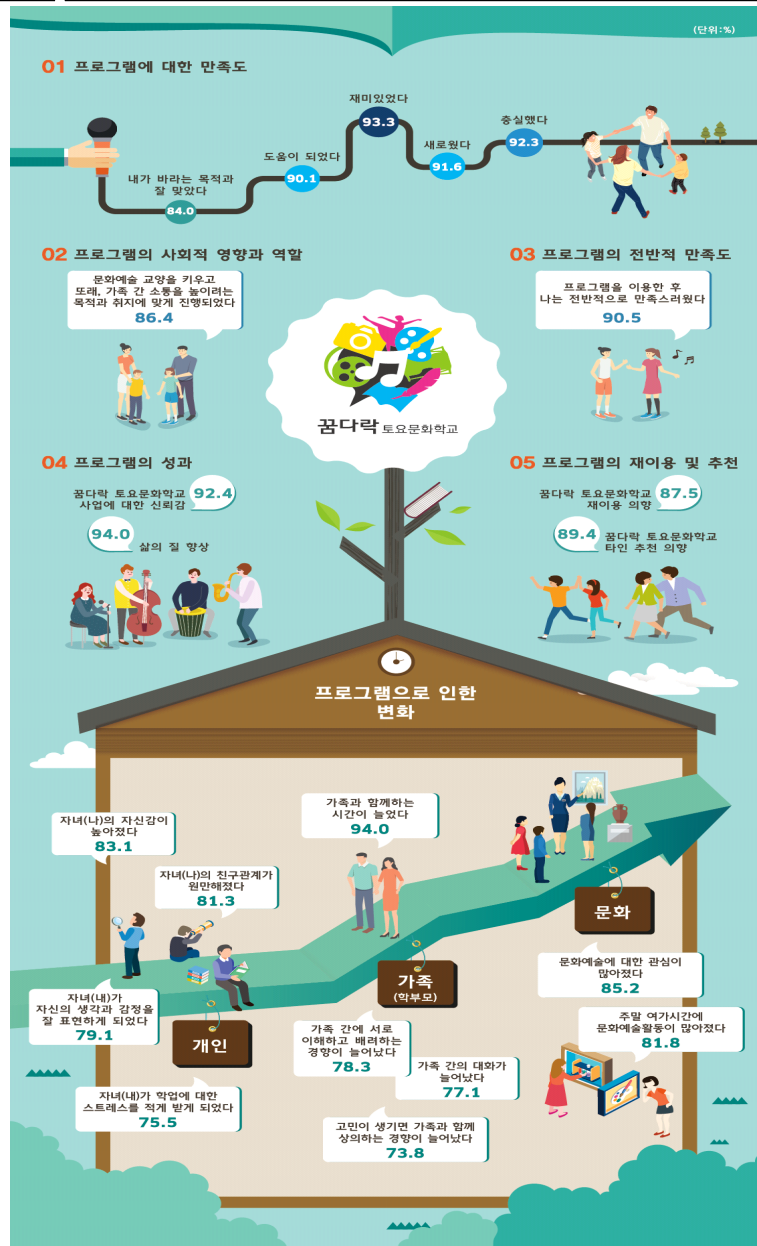 (단위:%)
01 프로그램에 대한 만족도
재미있었다
93.3
충실했다
92.3
새로웠다
91.6
도움이 되었다
90.1
내가 바라는 목적과
잘 맞았다
84.0
02 프로그램의 사회적 영향과 역할
문화예술 교양을 키우고
또래, 가족 간 소통을 높이려는
목적과 취지에 맞게 진행되었다
86.4
03 프로그램의 전반적 만족도
프로그램을 이용한 후
나는 전반적으로 만족스러웠다
90.5
꿈다락 토요문화학교
04 프로그램의 성과
꿈다락 토요문화학교
사업에 대한 신뢰감
92.4
94.0
삶의 질 향상
05 프로그램의 재이용 및 추천
꿈다락 토요문화학교
재이용 의향
87.5
89.4
꿈다락 토요문화학교
타인 추천 의향
프로그램으로 인한
변화
자녀(나)의 자신감이
높아졌다
83.1
자녀(나)의 친구관계가
원만해졌다
81.3
자녀(내)가
자신의 생각과 감정을
잘 표현하게 되었다
79.1
개인
자녀(내)가 학업에 대한
스트레스를 적게 받게 되었다
75.5
가족과 함께하는
시간이 늘었다
94.0
가족
(학부모)
가족 간에 서로
이해하고 배려하는
경향이 늘어났다
78.3
가족 간의 대화가
늘어났다
77.1
고민이 생기면 가족과 함께
상의하는 경향이 늘어났다
73.8
문화
문화예술에 대한 관심이
많아졌다
85.2
주말 여가시간에
문화예술활동이 많아졌다
81.8